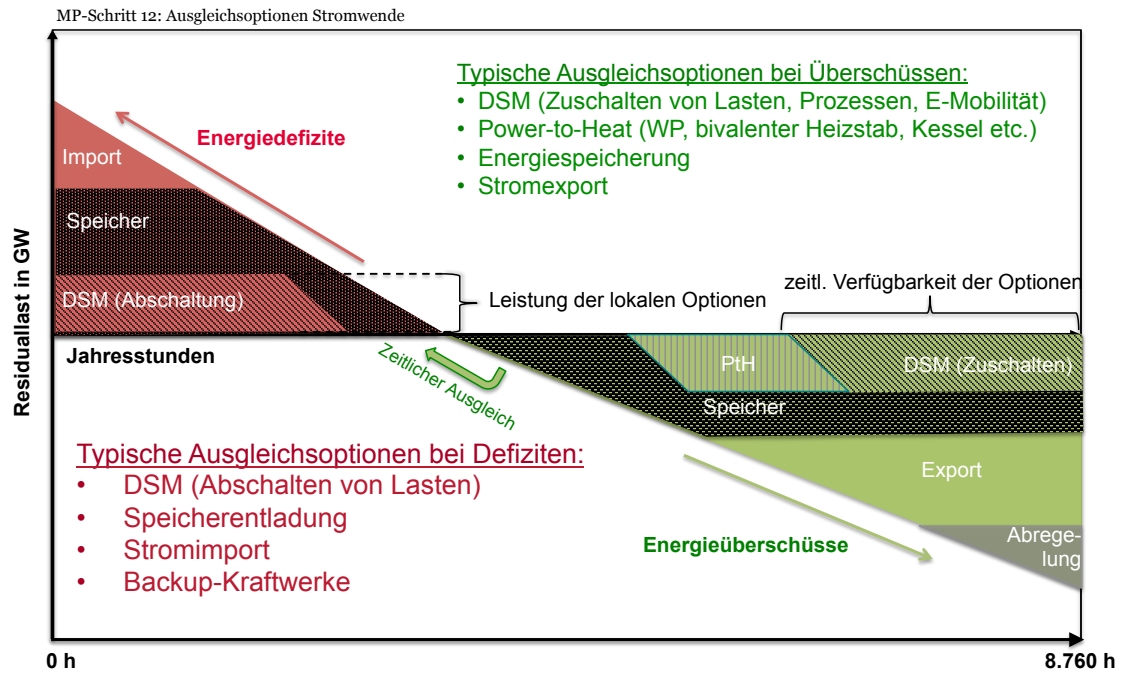 MP-Schritt 12: Ausgleichsoptionen Stromwende
Typische Ausgleichsoptionen bei Überschüssen:
• DSM (Zuschalten von Lasten, Prozessen, E-Mobilität)
• Power-to-Heat (WP, bivalenter Heizstab, Kessel etc.)
• Energiespeicherung
• Stromexport
Energiedefizite
Import
Speicher
DSM (Abschaltung)
Leistung der lokalen Optionen
zeitl. Verfügbarkeit der Optionen
Residuallast in GW
Jahresstunden
Zeitlicher Ausgleich
PtH
DSM (Zuschalten)
Speicher
Export
Abrege-
lung
Typische Ausgleichsoptionen bei Defiziten:
• DSM (Abschalten von Lasten)
• Speicherentladung
• Stromimport
• Backup-Kraftwerke
Energieüberschüsse
0 h
8.760 h